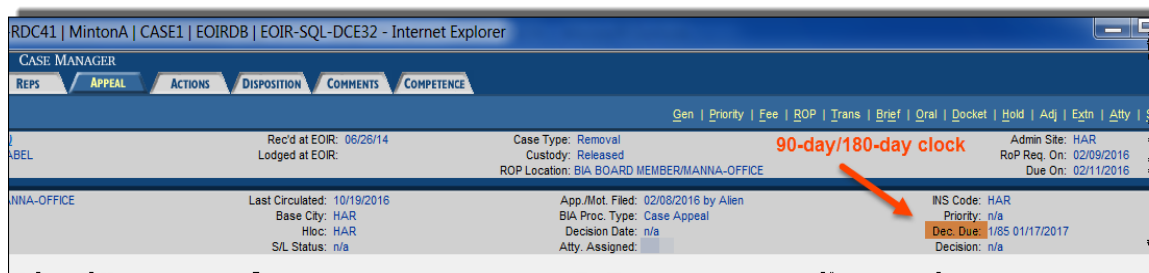 RDC41 | MintonA | CASE1 | EOIRDB | EOIR-SQL-DCE32 - Internet Explorer
CASE MANAGER
REPS APPEAL ACTIONS DISPOSITION COMMENTS COMPETENCE
Gen | Priority | Fee | ROP | Trans | Brief | Oral | Docket | Hold | Adj | Extn | Atty |
Rec'd at EOIR: 06/26/14 Case Type: Removal 90-day/180-day clock Admin Site: HAR
ABEL Lodged at EOIR: Custody: Released RoP Req. On: 02/09/2016
ROP Location: BIA BOARD MEMBER/MANNA-OFFICE Due On: 02/11/2016
ANNA-OFFICE Last Circulated: 10/19/2016 App./Mot. Filed: 02/08/2016 by Alien INS Code: HAR
Base City: HAR BIA Proc. Type: Case Appeal Priority: n/a
Hloc: HAR Decision Date: n/a Dec. Due: 1/85 01/17/2017
S/L Status: n/a Atty. Assigned: Decision: n/a